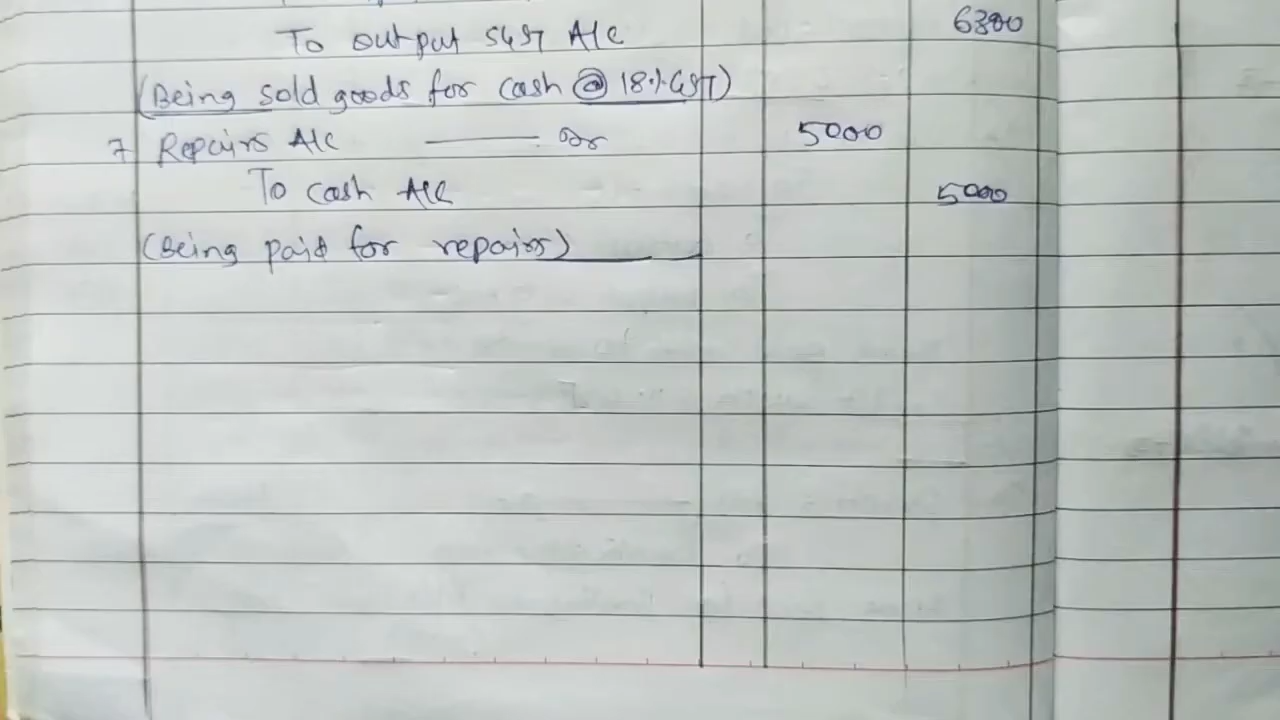 To output SGST A/C 6300
(Being sold goods for cash @ 18% GST)
7 Repairs A/C Dr 5000
To cash A/C 5000
(Being paid for repairs)